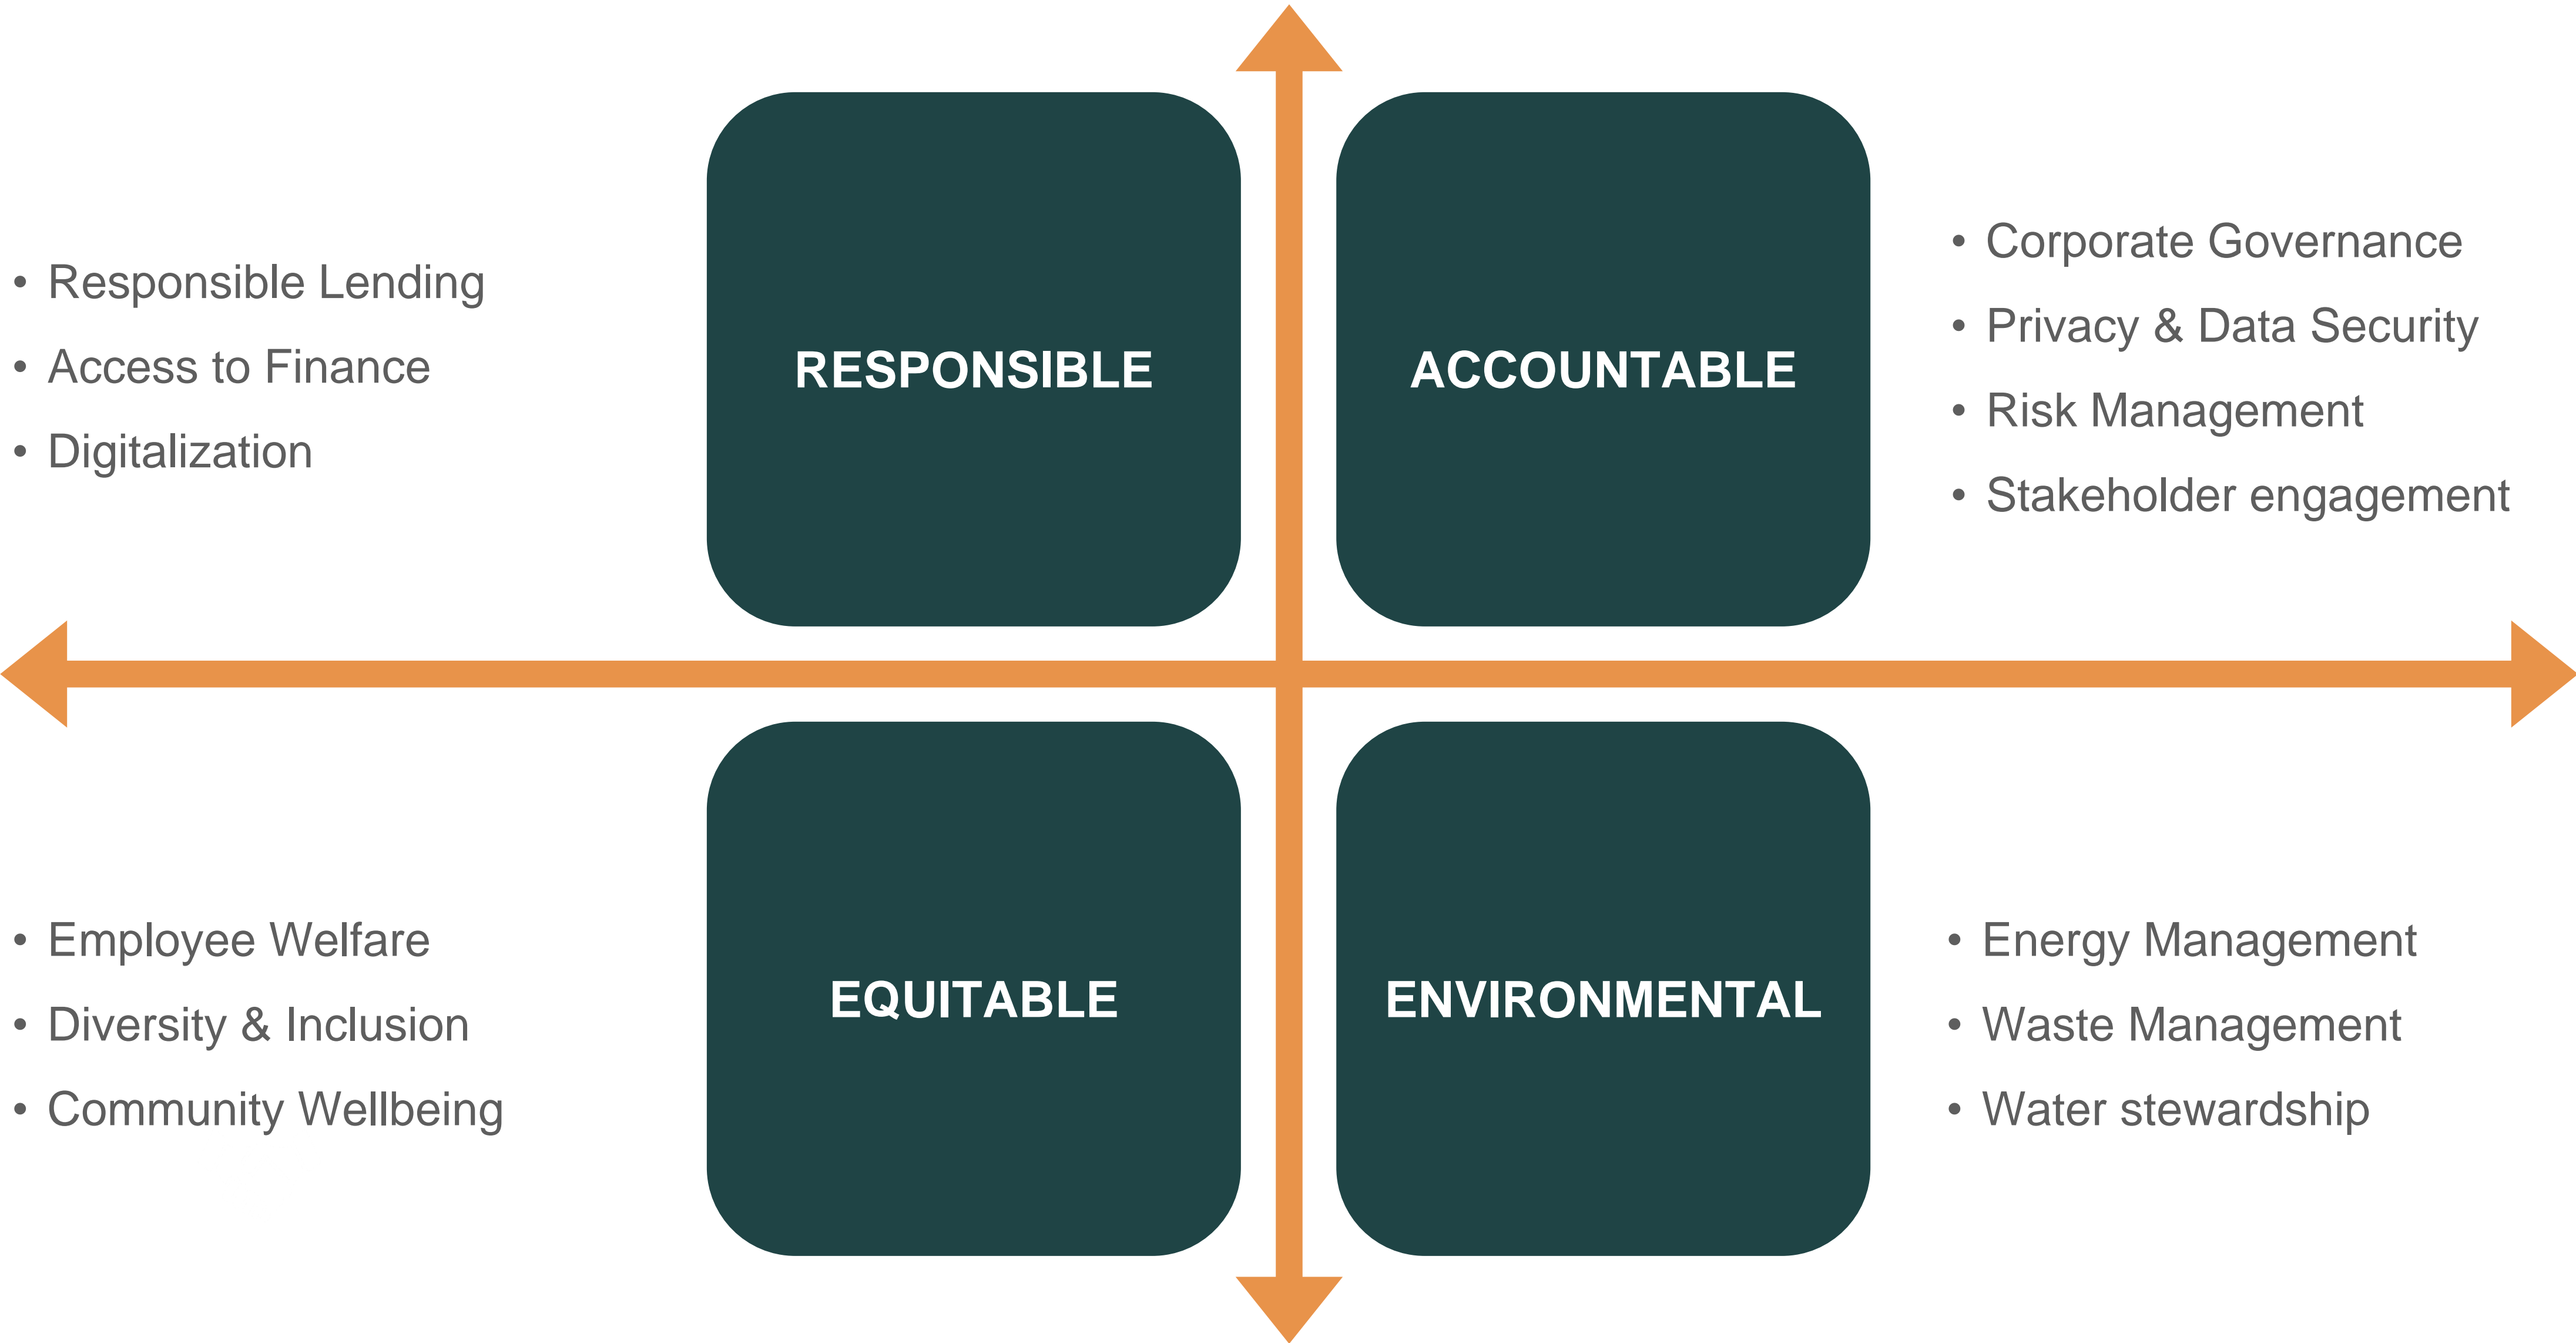 • Responsible Lending
• Access to Finance
• Digitalization
RESPONSIBLE
ACCOUNTABLE
• Corporate Governance
• Privacy & Data Security
• Risk Management
• Stakeholder engagement
• Employee Welfare
• Diversity & Inclusion
• Community Wellbeing
EQUITABLE
ENVIRONMENTAL
• Energy Management
• Waste Management
• Water stewardship